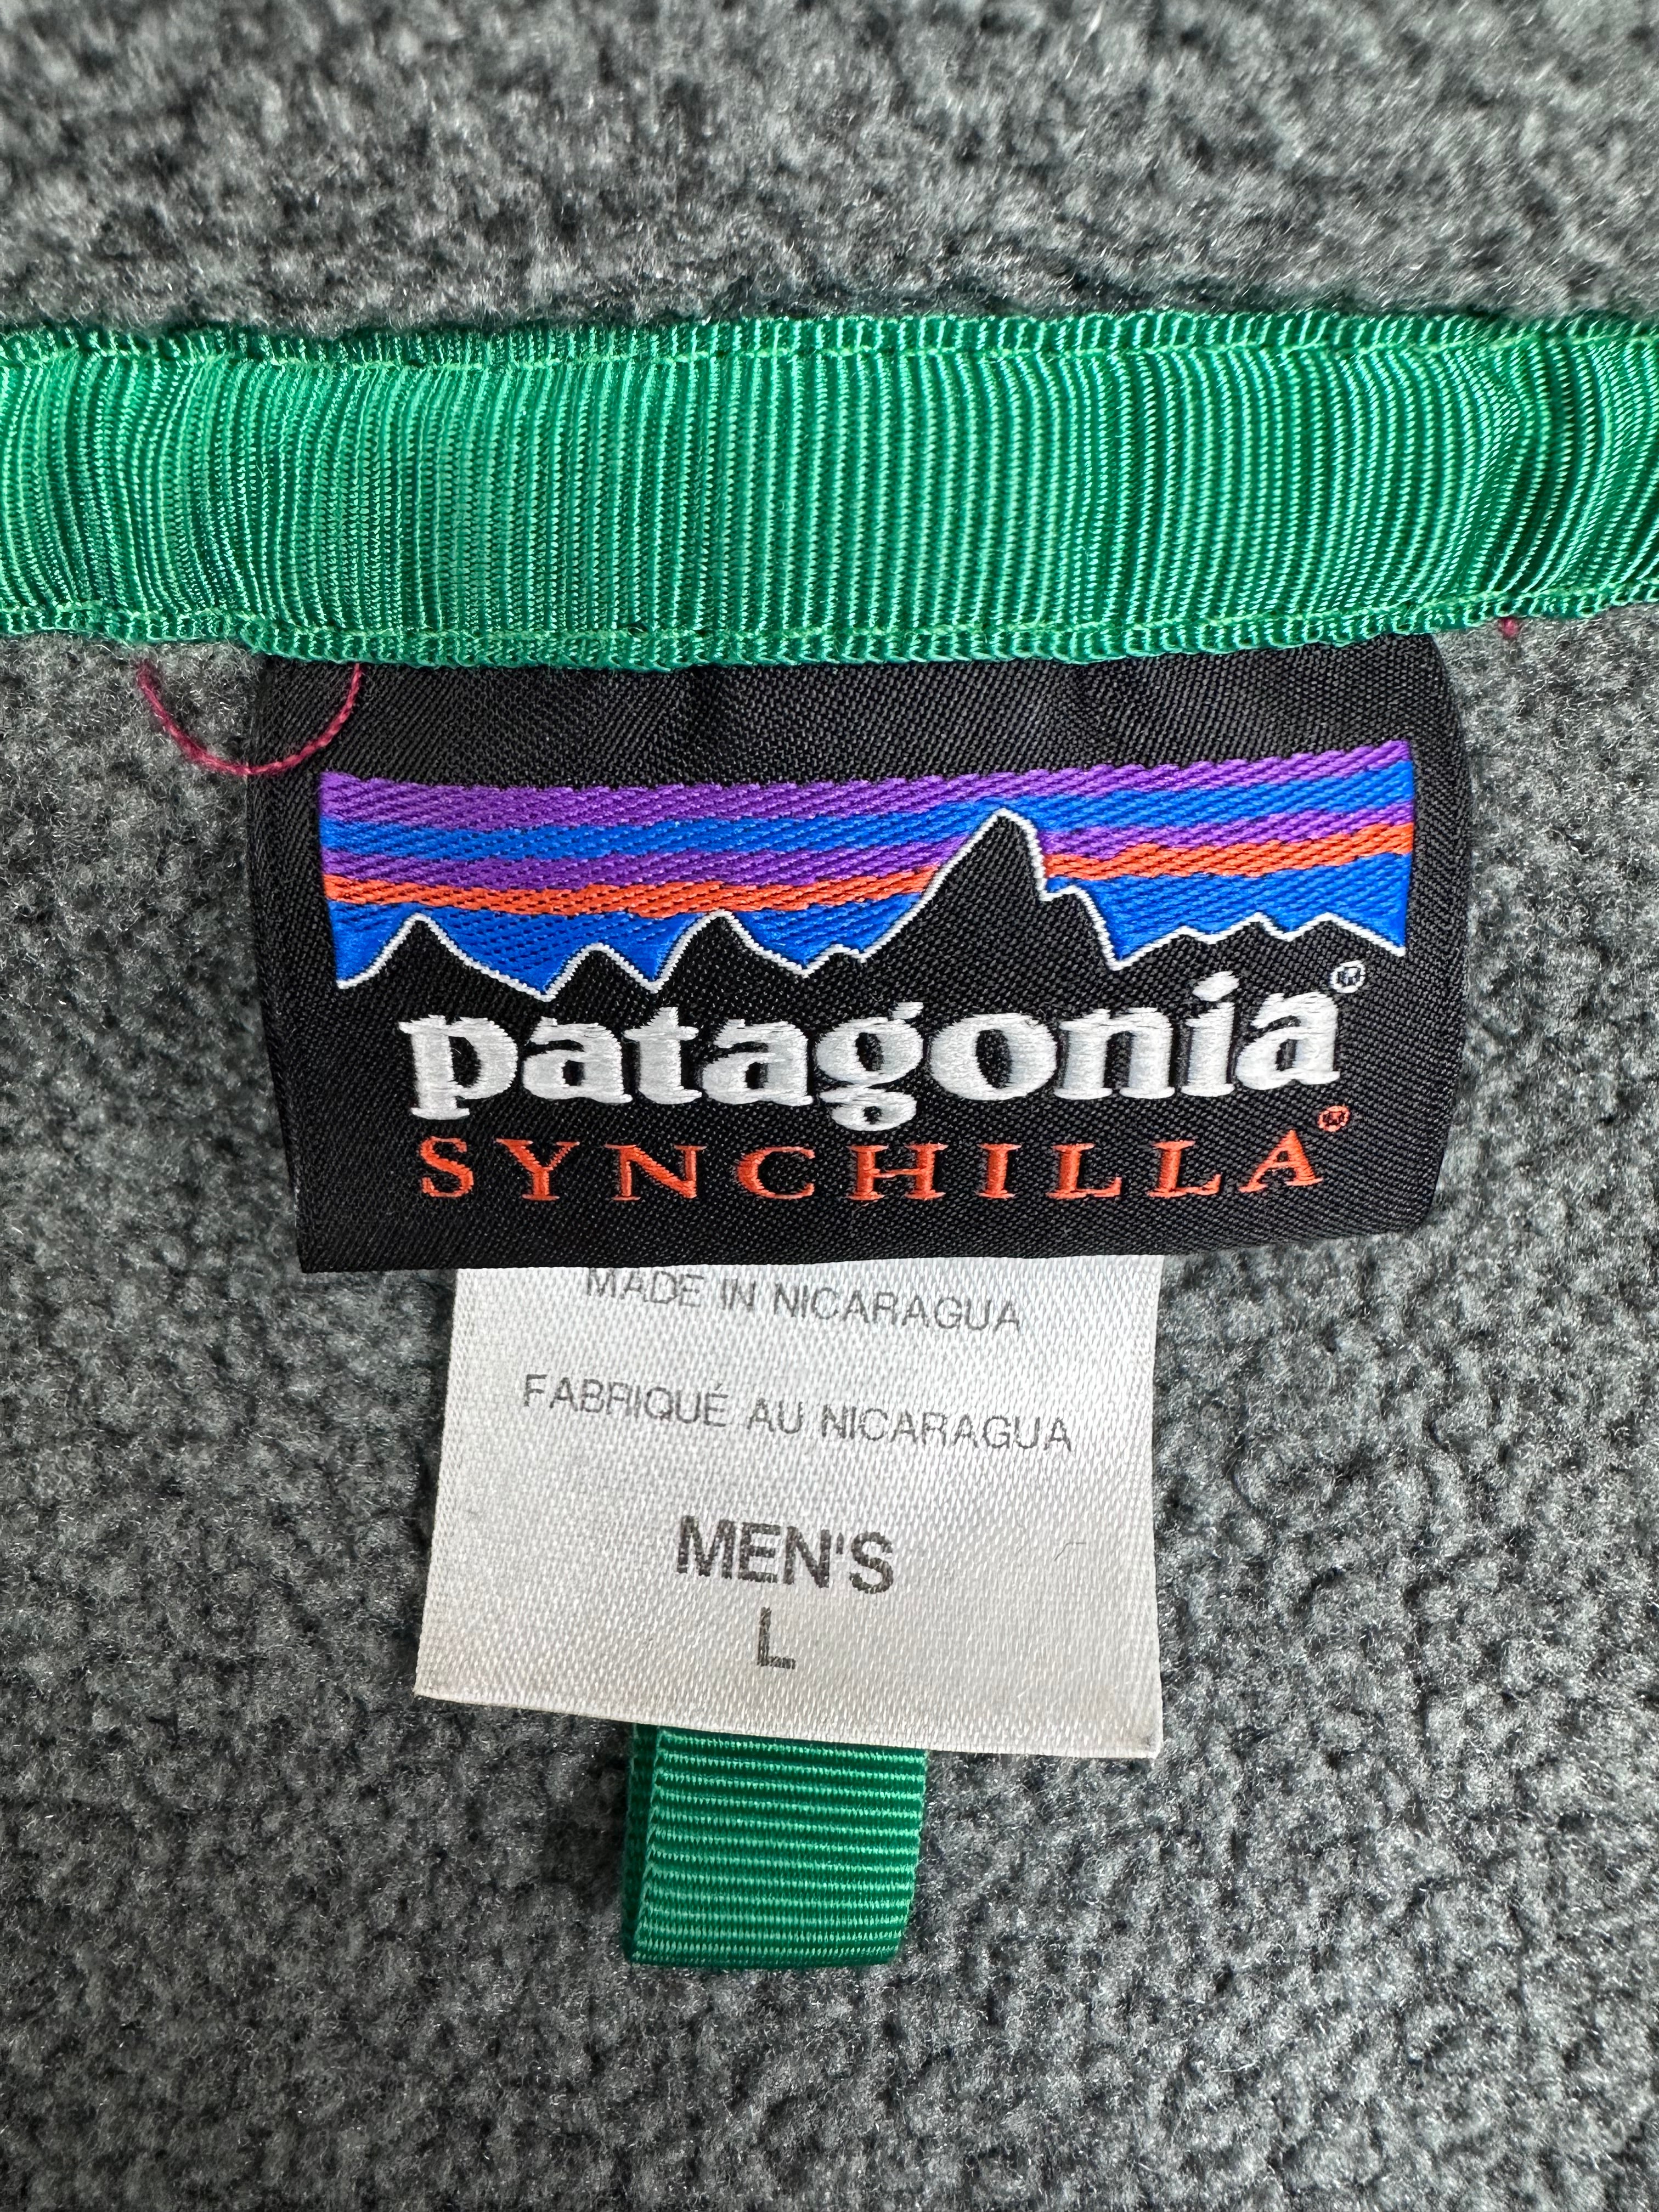 patagonia®
SYNCHILLA®
MADE IN NICARAGUA
FABRIQUÉ AU NICARAGUA
MEN'S
L